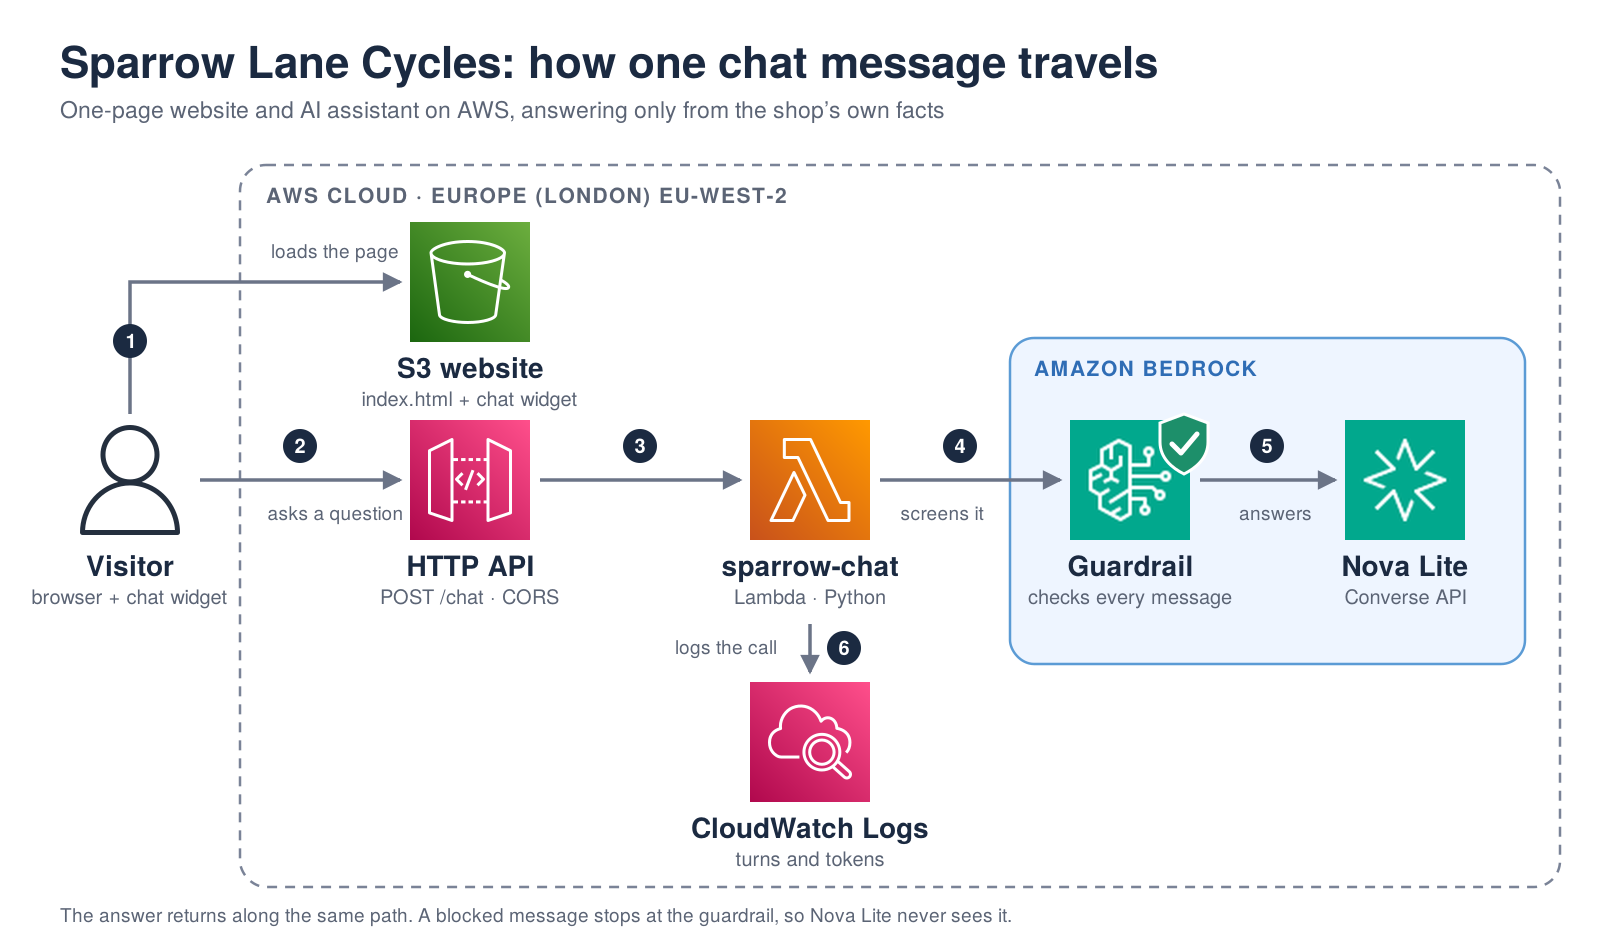 Sparrow Lane Cycles: how one chat message travels
One-page website and AI assistant on AWS, answering only from the shop’s own facts
AWS CLOUD · EUROPE (LONDON) EU-WEST-2
loads the page
1
S3 website
index.html + chat widget
AMAZON BEDROCK
2
3
4
5
</>
asks a question
screens it
answers
Visitor
browser + chat widget
HTTP API
POST /chat · CORS
sparrow-chat
Lambda · Python
Guardrail
checks every message
Nova Lite
Converse API
logs the call
6
CloudWatch Logs
turns and tokens
The answer returns along the same path. A blocked message stops at the guardrail, so Nova Lite never sees it.